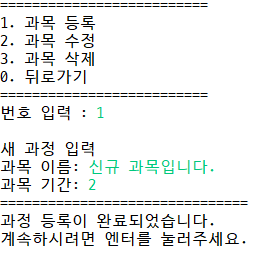 ==========================
1. 과목 등록
2. 과목 수정
3. 과목 삭제
0. 뒤로가기
==========================
번호 입력 : 1
새 과정 입력
과목 이름: 신규 과목입니다.
과목 기간: 2
===============================
과정 등록이 완료되었습니다.
계속하시려면 엔터를 눌러주세요.